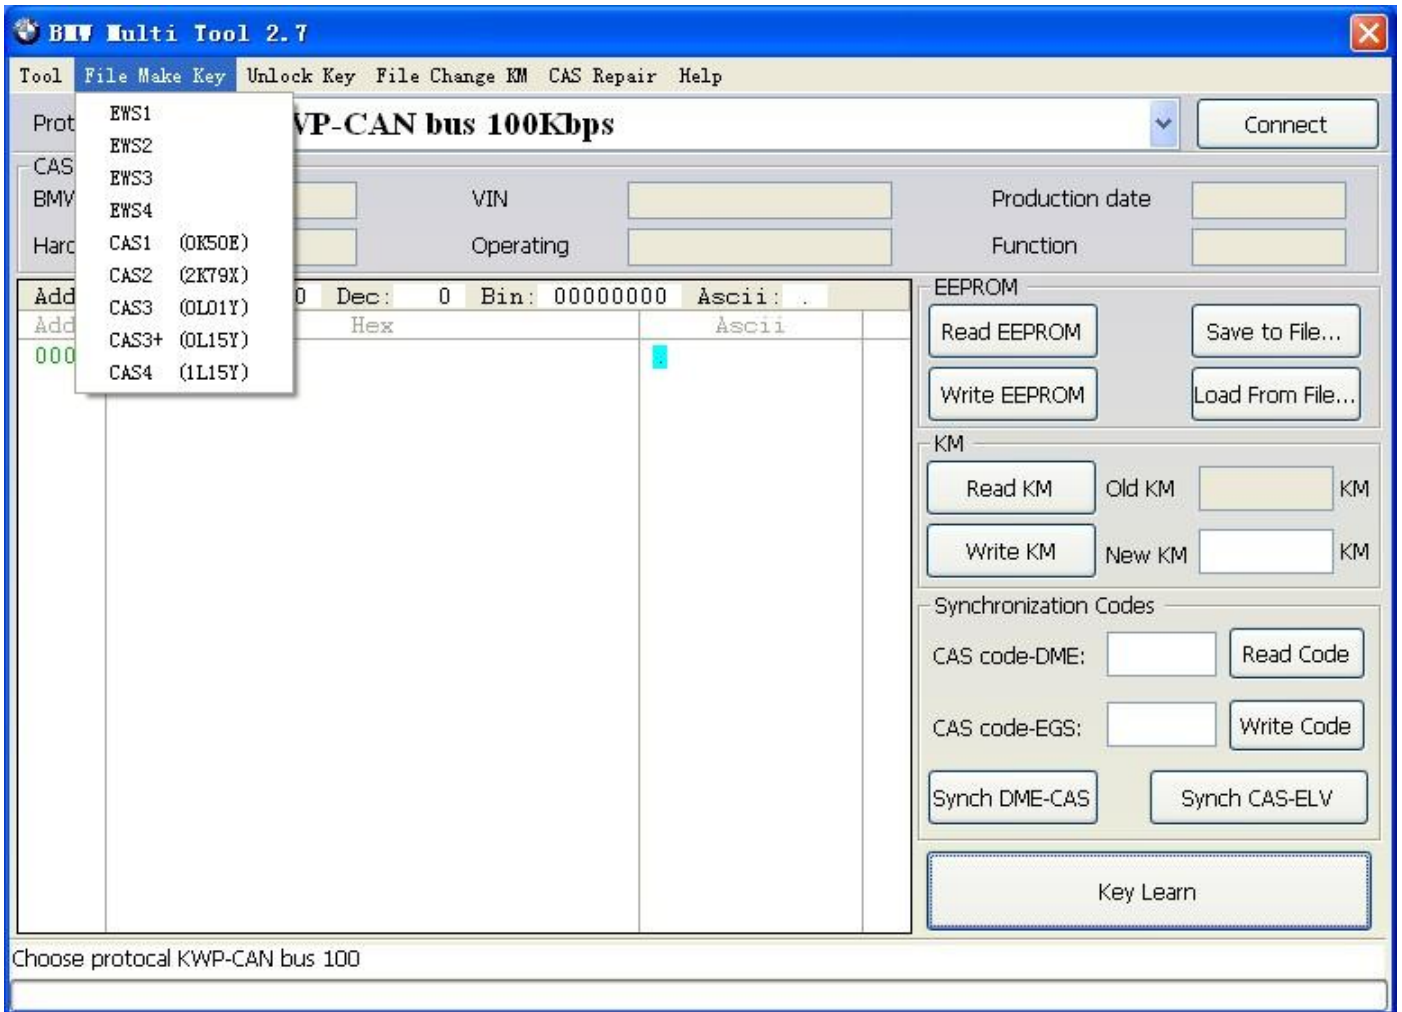 BMW Multi Tool 2.7
Tool File Make Key Unlock Key File Change KM CAS Repair Help
EWS1
EWS2
EWS3
EWS4
CAS1 (0K50E)
CAS2 (2K79X)
CAS3 (0L01Y)
CAS3+ (0L15Y)
CAS4 (1L15Y)
Prot VP-CAN bus 100Kbps Connect
CAS
BMW VIN Production date
Hard Operating Function
Add 0 Dec: 0 Bin: 00000000 Ascii: .
Add Hex Ascii
000 .
EEPROM
Read EEPROM Save to File...
Write EEPROM Load From File...
KM
Read KM Old KM KM
Write KM New KM KM
Synchronization Codes
CAS code-DME: Read Code
CAS code-EGS: Write Code
Synch DME-CAS Synch CAS-ELV
Key Learn
Choose protocal KWP-CAN bus 100